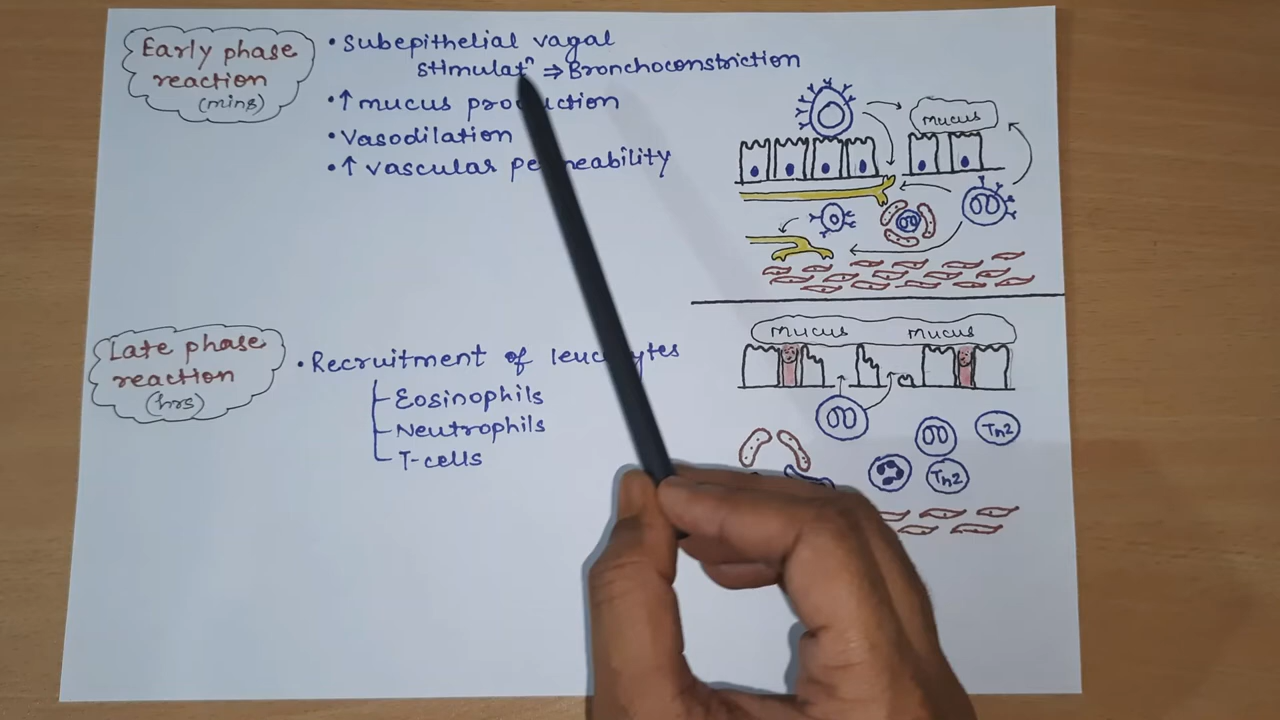 Early phase
reaction
(mins)
• Subepithelial vagal
stimulatⁿ ⇒ Bronchoconstriction
• ↑ mucus production
• Vasodilation
• ↑ vascular permeability
mucus
Late phase
reaction
(hrs)
• Recruitment of leucocytes
Eosinophils
Neutrophils
T-cells
mucus mucus
TH2
TH2